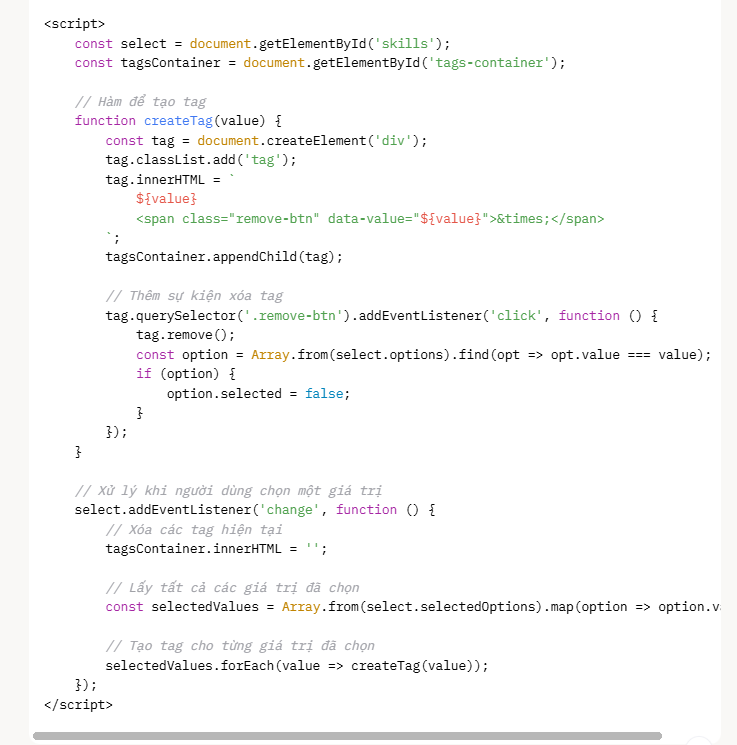 <script>
    const select = document.getElementById('skills');
    const tagsContainer = document.getElementById('tags-container');

    // Hàm để tạo tag
    function createTag(value) {
        const tag = document.createElement('div');
        tag.classList.add('tag');
        tag.innerHTML = `
            ${value}
            <span class="remove-btn" data-value="${value}">&times;</span>
        `;
        tagsContainer.appendChild(tag);

        // Thêm sự kiện xóa tag
        tag.querySelector('.remove-btn').addEventListener('click', function () {
            tag.remove();
            const option = Array.from(select.options).find(opt => opt.value === value);
            if (option) {
                option.selected = false;
            }
        });
    }

    // Xử lý khi người dùng chọn một giá trị
    select.addEventListener('change', function () {
        // Xóa các tag hiện tại
        tagsContainer.innerHTML = '';

        // Lấy tất cả các giá trị đã chọn
        const selectedValues = Array.from(select.selectedOptions).map(option => option.v

        // Tạo tag cho từng giá trị đã chọn
        selectedValues.forEach(value => createTag(value));
    });
</script>